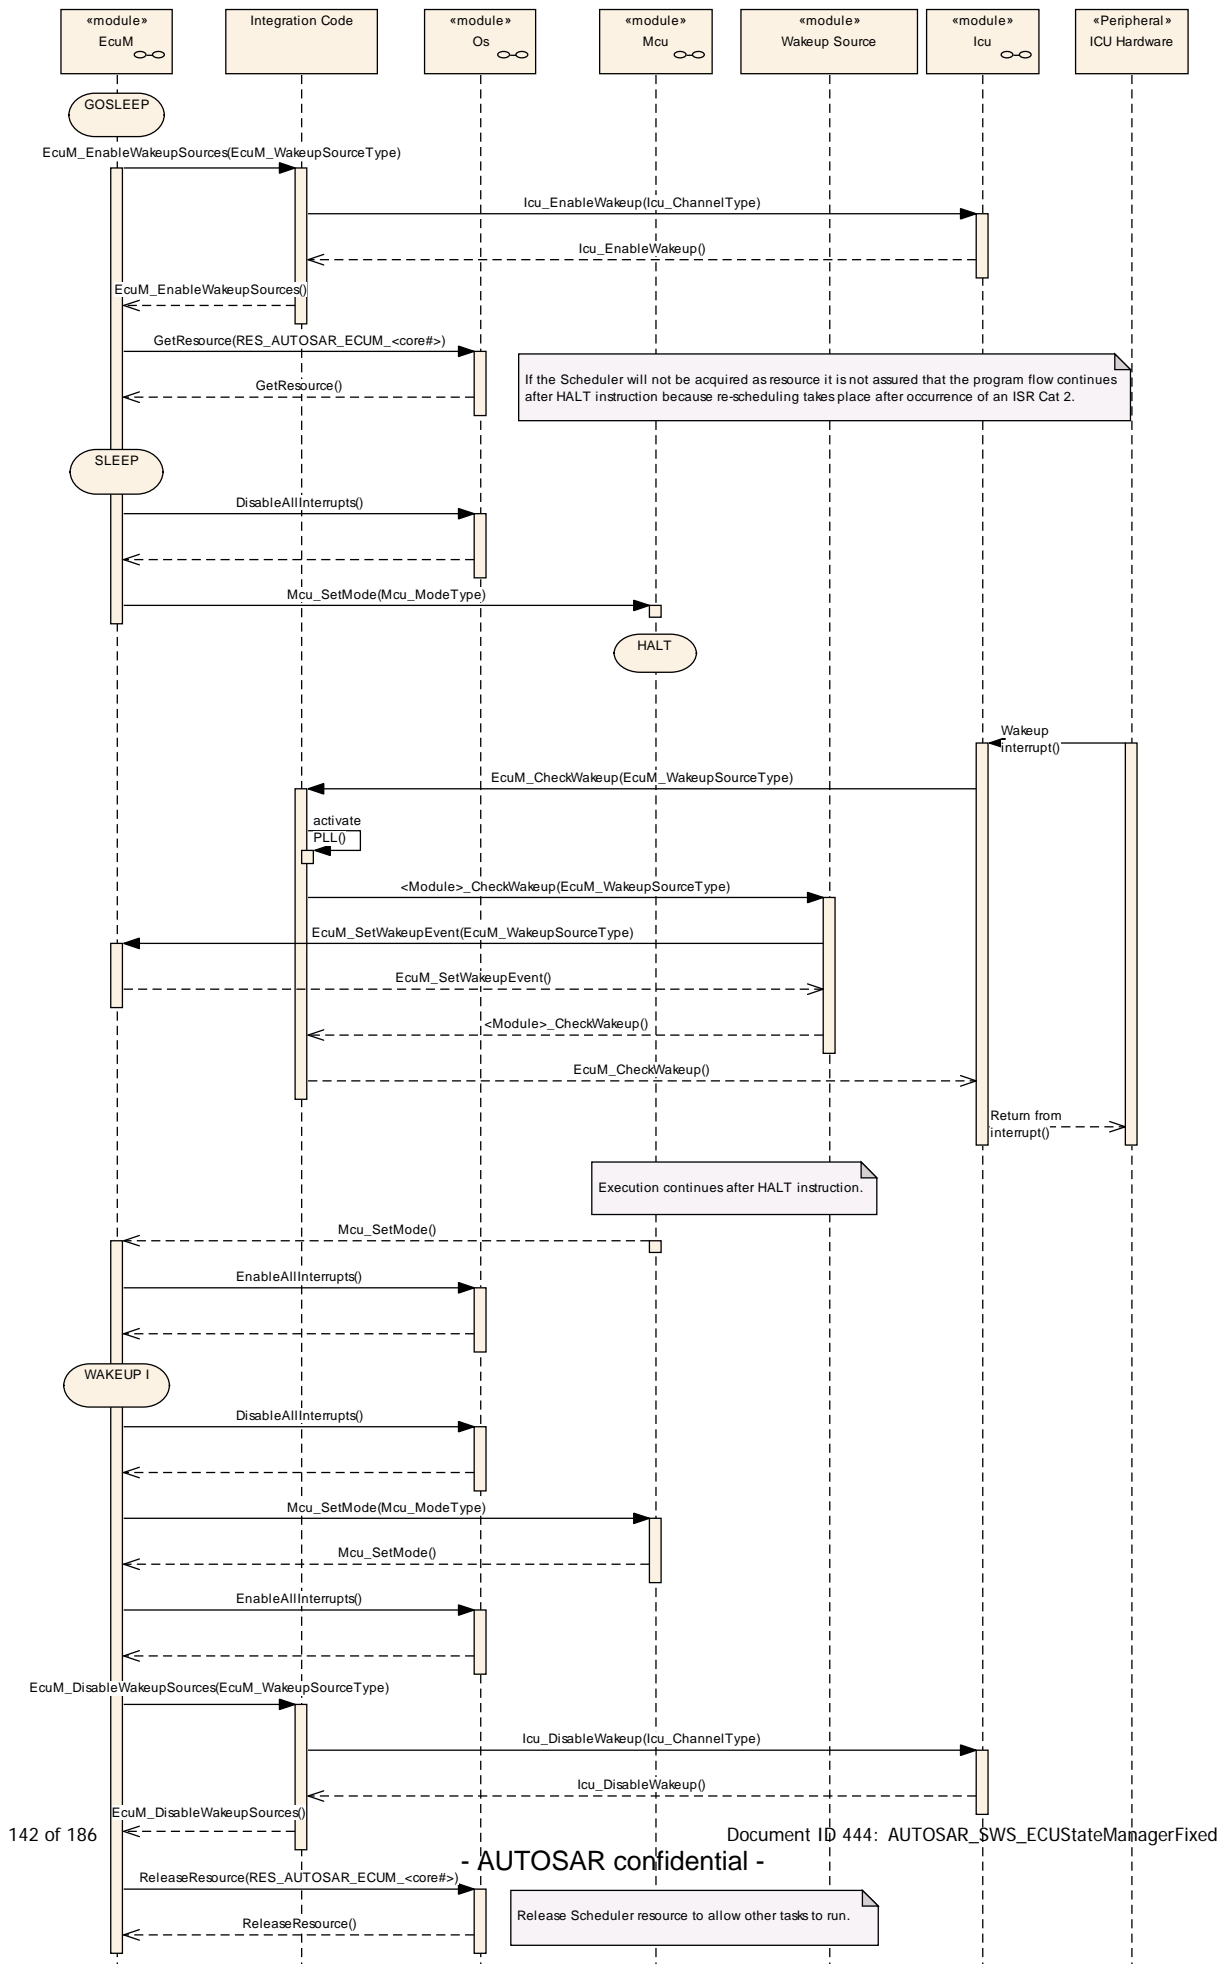 «module»
EcuM
Integration Code
«module»
Os
«module»
Mcu
«module»
Wakeup Source
«module»
Icu
«Peripheral»
ICU Hardware
GOSLEEP
EcuM_EnableWakeupSources(EcuM_WakeupSourceType)
Icu_EnableWakeup(Icu_ChannelType)
Icu_EnableWakeup()
EcuM_EnableWakeupSources()
GetResource(RES_AUTOSAR_ECUM_<core#>)
If the Scheduler will not be acquired as resource it is not assured that the program flow continues
after HALT instruction because re-scheduling takes place after occurrence of an ISR Cat 2.
GetResource()
SLEEP
DisableAllInterrupts()
Mcu_SetMode(Mcu_ModeType)
HALT
Wakeup
interrupt()
EcuM_CheckWakeup(EcuM_WakeupSourceType)
activate
PLL()
<Module>_CheckWakeup(EcuM_WakeupSourceType)
EcuM_SetWakeupEvent(EcuM_WakeupSourceType)
EcuM_SetWakeupEvent()
<Module>_CheckWakeup()
EcuM_CheckWakeup()
Return from
interrupt()
Execution continues after HALT instruction.
Mcu_SetMode()
EnableAllInterrupts()
WAKEUP I
DisableAllInterrupts()
Mcu_SetMode(Mcu_ModeType)
Mcu_SetMode()
EnableAllInterrupts()
EcuM_DisableWakeupSources(EcuM_WakeupSourceType)
Icu_DisableWakeup(Icu_ChannelType)
Icu_DisableWakeup()
EcuM_DisableWakeupSources()
142 of 186
Document ID 444: AUTOSAR_SWS_ECUStateManagerFixed
- AUTOSAR confidential -
ReleaseResource(RES_AUTOSAR_ECUM_<core#>)
Release Scheduler resource to allow other tasks to run.
ReleaseResource()